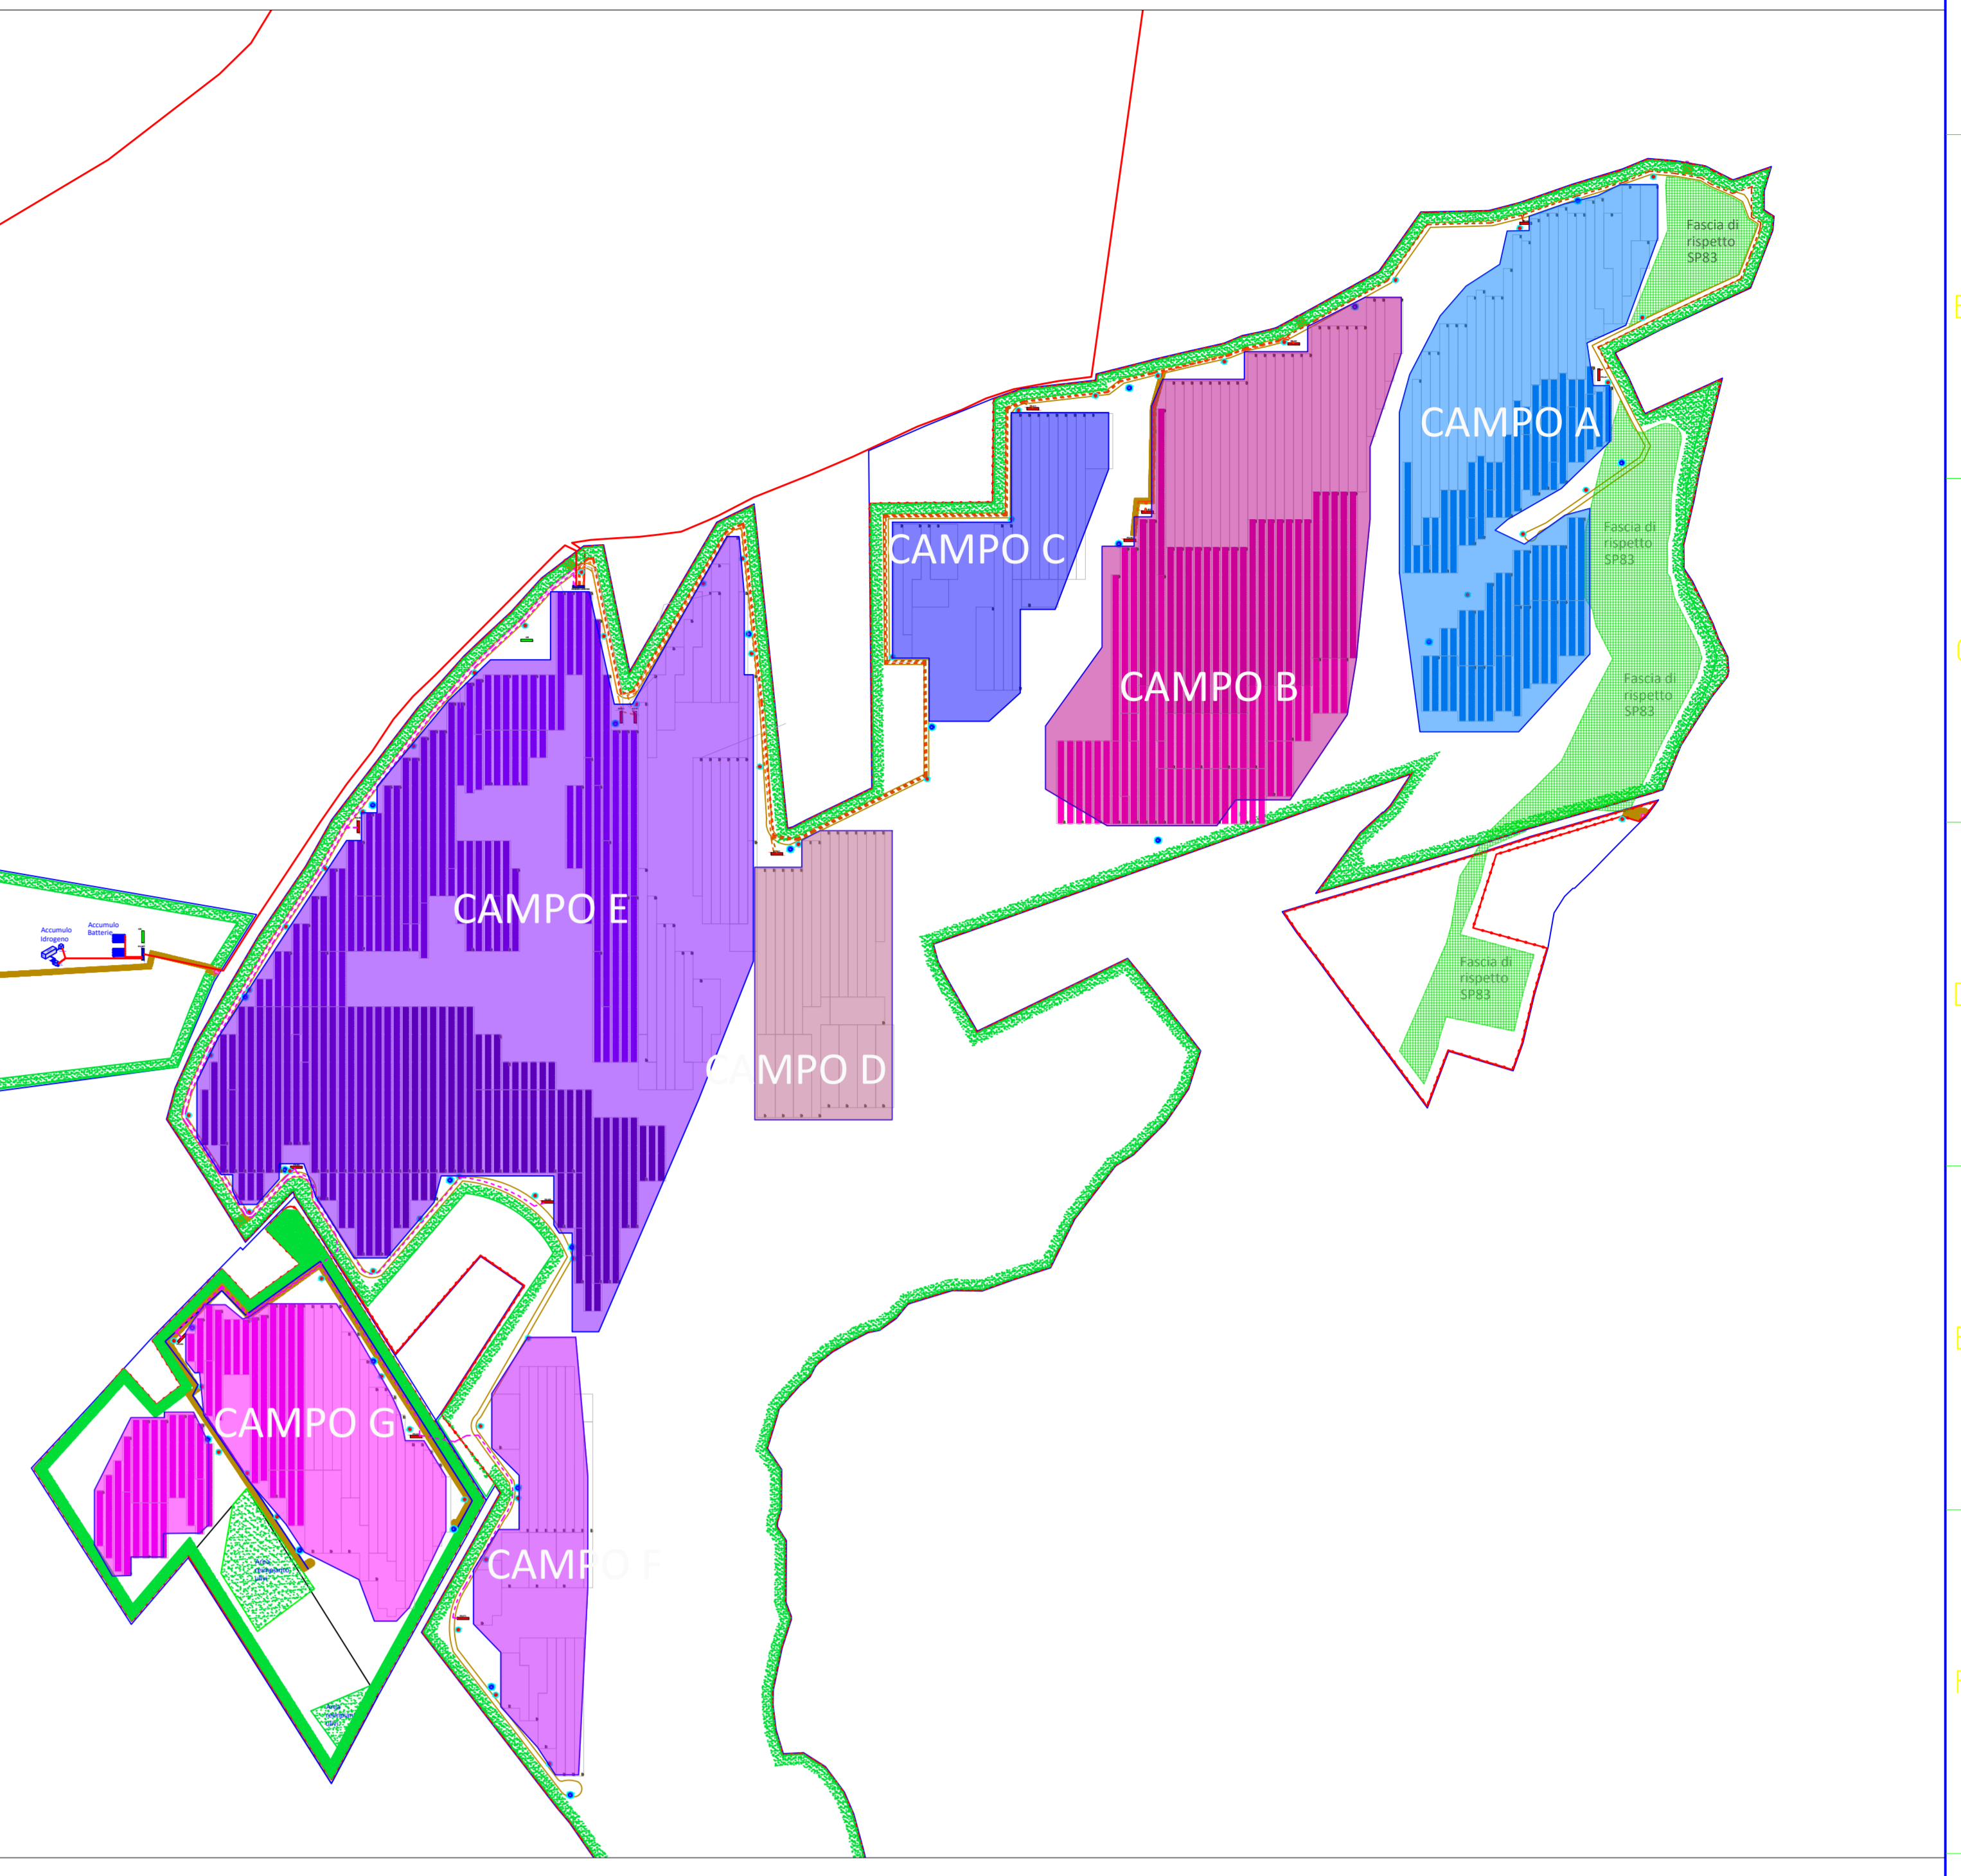 Fascia di
rispetto
SP83
CAMPO A
CAMPO C
Fascia di
rispetto
SP83
CAMPO B
Fascia di
rispetto
SP83
CAMPO E
Accumulo
Idrogeno
Accumulo
Batterie
Fascia di
rispetto
SP83
CAMPO D
CAMPO G
CAMPO F